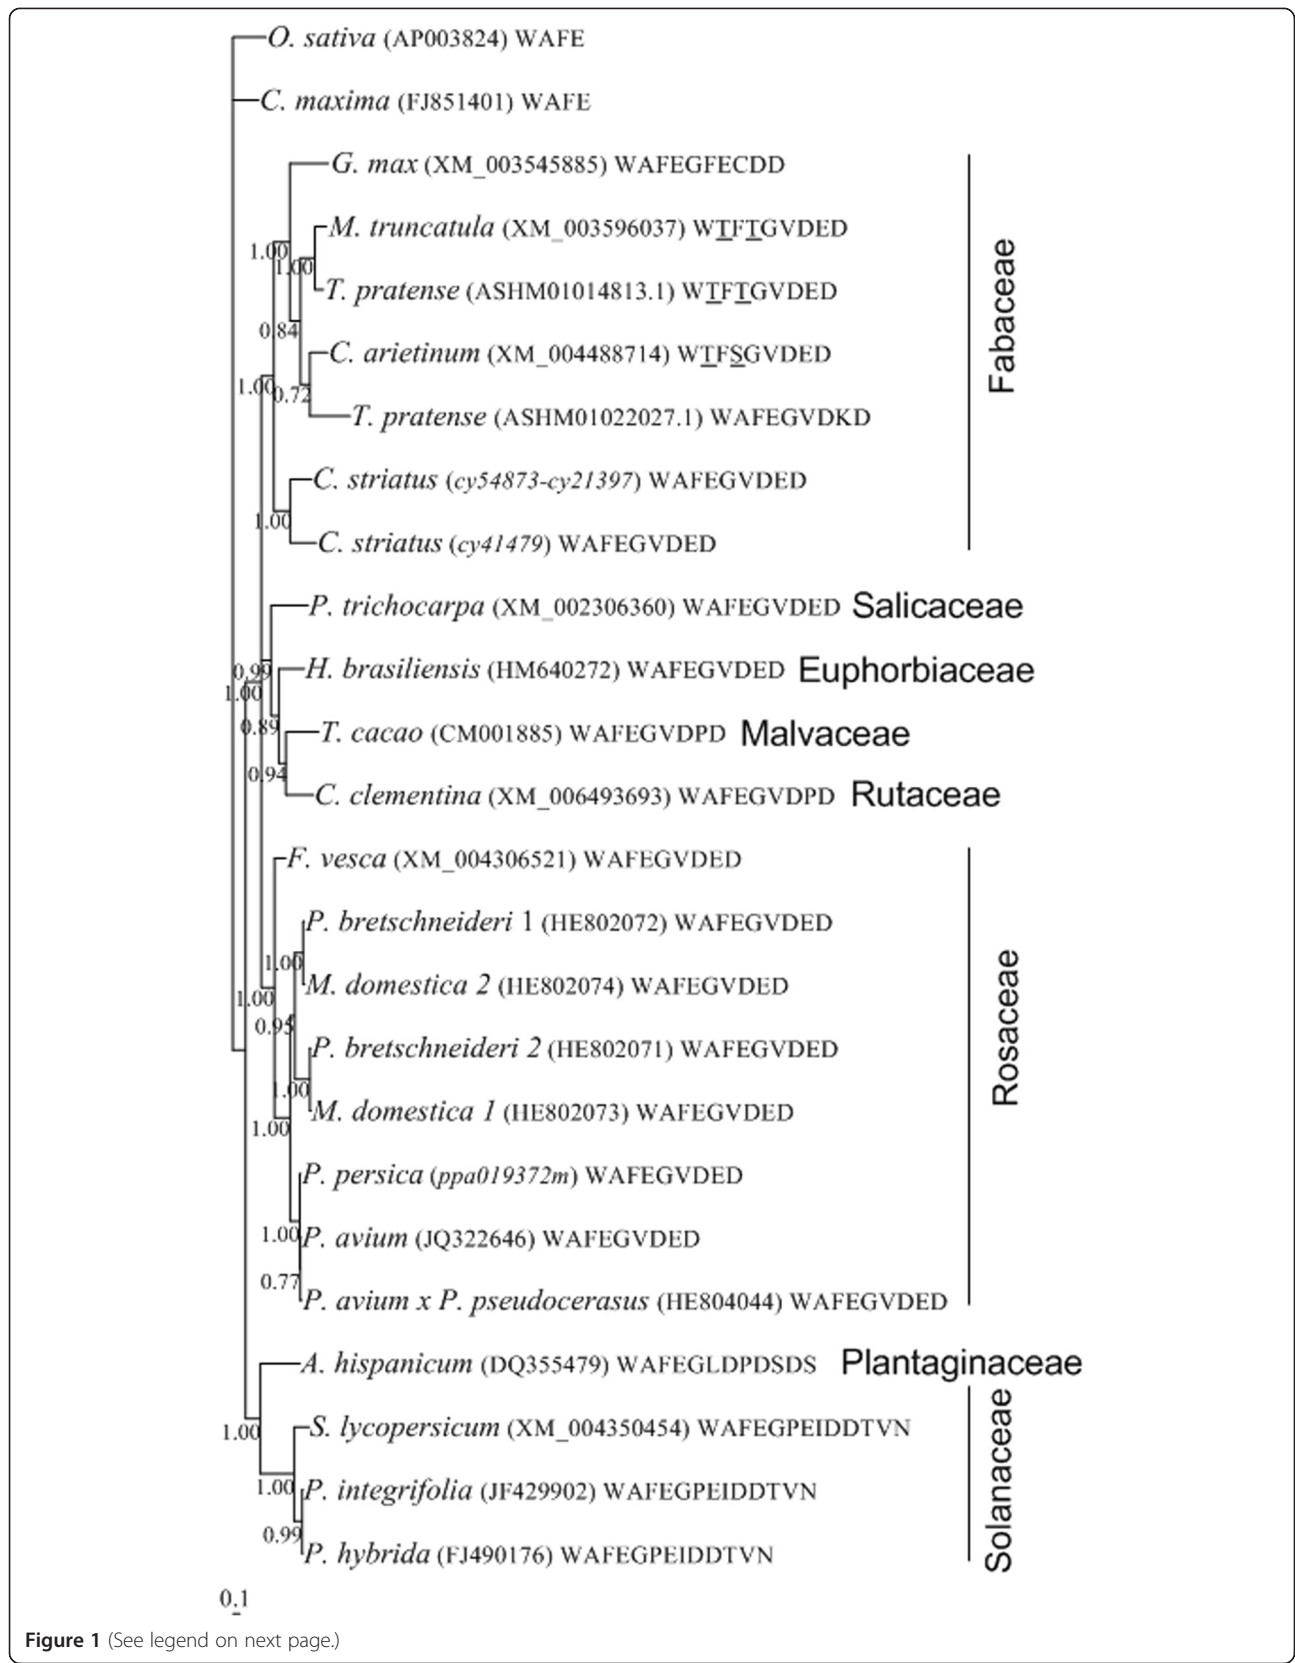 O. sativa (AP003824) WAFE
C. maxima (FJ851401) WAFE
G. max (XM_003545885) WAFEGFECDD
M. truncatula (XM_003596037) WTFTGVDED
1.00
1.00
T. pratense (ASHM01014813.1) WTFTGVDED
Fabaceae
0.84
C. arietinum (XM_004488714) WTFSGVDED
1.00
0.72
T. pratense (ASHM01022027.1) WAFEGVDKD
C. striatus (cy54873-cy21397) WAFEGVDED
1.00
C. striatus (cy41479) WAFEGVDED
P. trichocarpa (XM_002306360) WAFEGVDED Salicaceae
0.99
H. brasiliensis (HM640272) WAFEGVDED Euphorbiaceae
1.00
0.89
T. cacao (CM001885) WAFEGVDPD Malvaceae
0.94
C. clementina (XM_006493693) WAFEGVDPD Rutaceae
F. vesca (XM_004306521) WAFEGVDED
P. bretschneideri 1 (HE802072) WAFEGVDED
1.00
M. domestica 2 (HE802074) WAFEGVDED
1.00
Rosaceae
0.95
P. bretschneideri 2 (HE802071) WAFEGVDED
1.00
M. domestica 1 (HE802073) WAFEGVDED
1.00
P. persica (ppa019372m) WAFEGVDED
1.00
P. avium (JQ322646) WAFEGVDED
0.77
P. avium x P. pseudocerasus (HE804044) WAFEGVDED
A. hispanicum (DQ355479) WAFEGLDPDSDS Plantaginaceae
1.00
S. lycopersicum (XM_004350454) WAFEGPEIDDTVN
Solanaceae
1.00
P. integrifolia (JF429902) WAFEGPEIDDTVN
0.99
P. hybrida (FJ490176) WAFEGPEIDDTVN
0.1
Figure 1 (See legend on next page.)